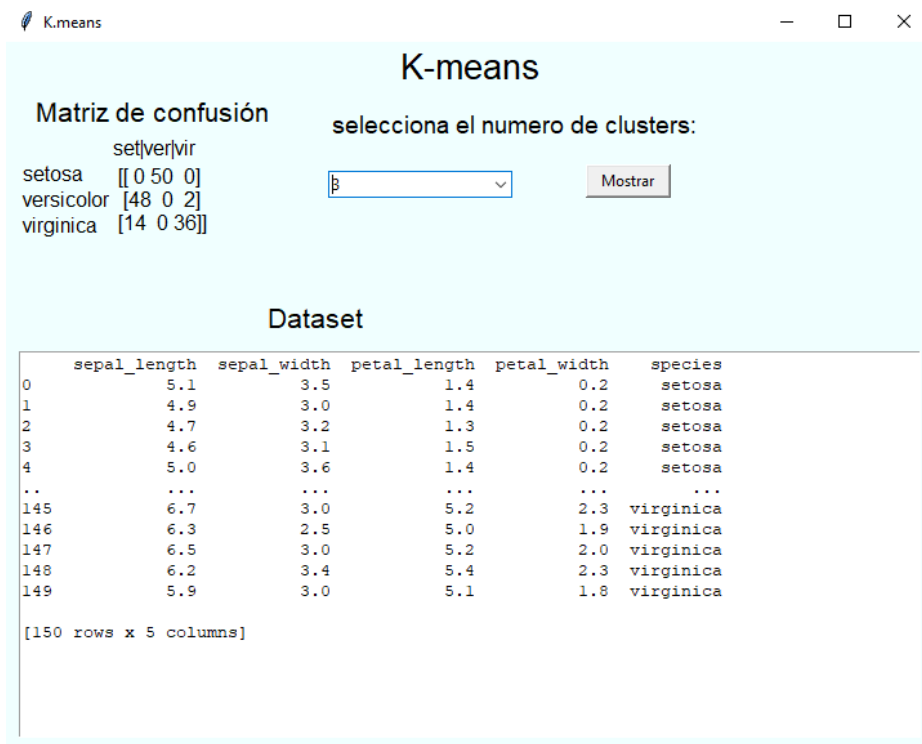 K.means
K-means
Matriz de confusión
selecciona el numero de clusters:
set|ver|vir
setosa [[ 0 50 0]
versicolor [48 0 2]
virginica [14 0 36]]
3
Mostrar
Dataset
sepal_length sepal_width petal_length petal_width species
0 5.1 3.5 1.4 0.2 setosa
1 4.9 3.0 1.4 0.2 setosa
2 4.7 3.2 1.3 0.2 setosa
3 4.6 3.1 1.5 0.2 setosa
4 5.0 3.6 1.4 0.2 setosa
.. ... ... ... ... ...
145 6.7 3.0 5.2 2.3 virginica
146 6.3 2.5 5.0 1.9 virginica
147 6.5 3.0 5.2 2.0 virginica
148 6.2 3.4 5.4 2.3 virginica
149 5.9 3.0 5.1 1.8 virginica
[150 rows x 5 columns]